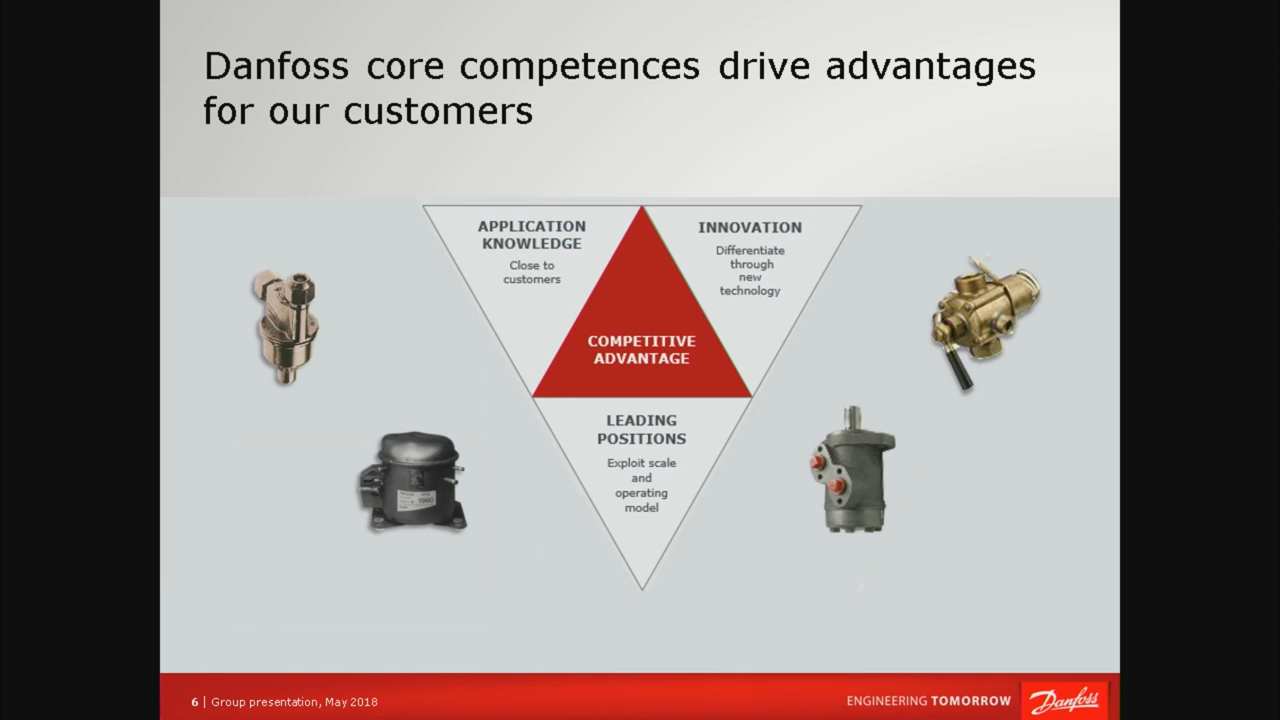 Danfoss core competences drive advantages
for our customers
APPLICATION
KNOWLEDGE
Close to
customers
INNOVATION
Differentiate
through
new
technology
COMPETITIVE
ADVANTAGE
LEADING
POSITIONS
Exploit scale
and
operating
model
1960
6 | Group presentation, May 2018
ENGINEERING TOMORROW
Danfoss